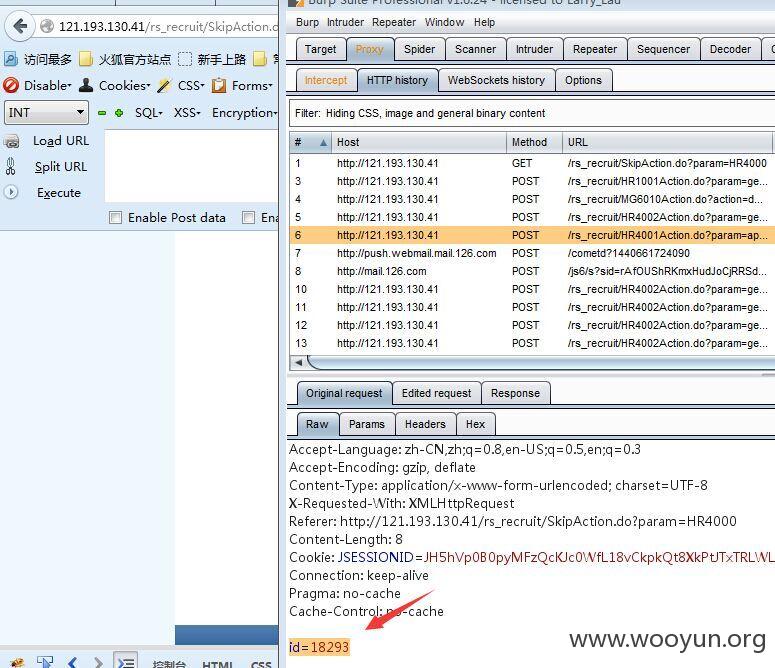 121.193.130.41/rs_recruit/SkipAction.d
访问最多 火狐官方站点 新手上路
Disable Cookies CSS Forms
INT SQL XSS Encryption
Load URL
Split URL
Execute
Enable Post data
Burp Suite Professional v1.6.24 - licensed to Larry_Lau
Burp Intruder Repeater Window Help
Target Proxy Spider Scanner Intruder Repeater Sequencer Decoder
Intercept HTTP history WebSockets history Options
Filter: Hiding CSS, image and general binary content
# Host Method URL
1 http://121.193.130.41 GET /rs_recruit/SkipAction.do?param=HR4000
3 http://121.193.130.41 POST /rs_recruit/HR1001Action.do?param=ge...
4 http://121.193.130.41 POST /rs_recruit/MG6010Action.do?action=d...
5 http://121.193.130.41 POST /rs_recruit/HR4002Action.do?param=ge...
6 http://121.193.130.41 POST /rs_recruit/HR4001Action.do?param=ap...
7 http://push.webmail.mail.126.com POST /cometd?1440661724090
8 http://mail.126.com POST /js6/s?sid=rAfOUShRKmxHudJoCjRRSd...
10 http://121.193.130.41 POST /rs_recruit/HR4002Action.do?param=ge...
11 http://121.193.130.41 POST /rs_recruit/HR4002Action.do?param=ge...
12 http://121.193.130.41 POST /rs_recruit/HR4002Action.do?param=ge...
13 http://121.193.130.41 POST /rs_recruit/HR4002Action.do?param=ge...
Original request Edited request Response
Raw Params Headers Hex
Accept-Language: zh-CN,zh;q=0.8,en-US;q=0.5,en;q=0.3
Accept-Encoding: gzip, deflate
Content-Type: application/x-www-form-urlencoded; charset=UTF-8
X-Requested-With: XMLHttpRequest
Referer: http://121.193.130.41/rs_recruit/SkipAction.do?param=HR4000
Content-Length: 8
Cookie: JSESSIONID=JH5hVp0B0pyMFzQcKJc0WfL18vCkpkQt8XkPtJTxTRLWL
Connection: keep-alive
Pragma: no-cache
Cache-Control: no-cache
id=18293
www.wooyun.org
控制台 HTML CSS